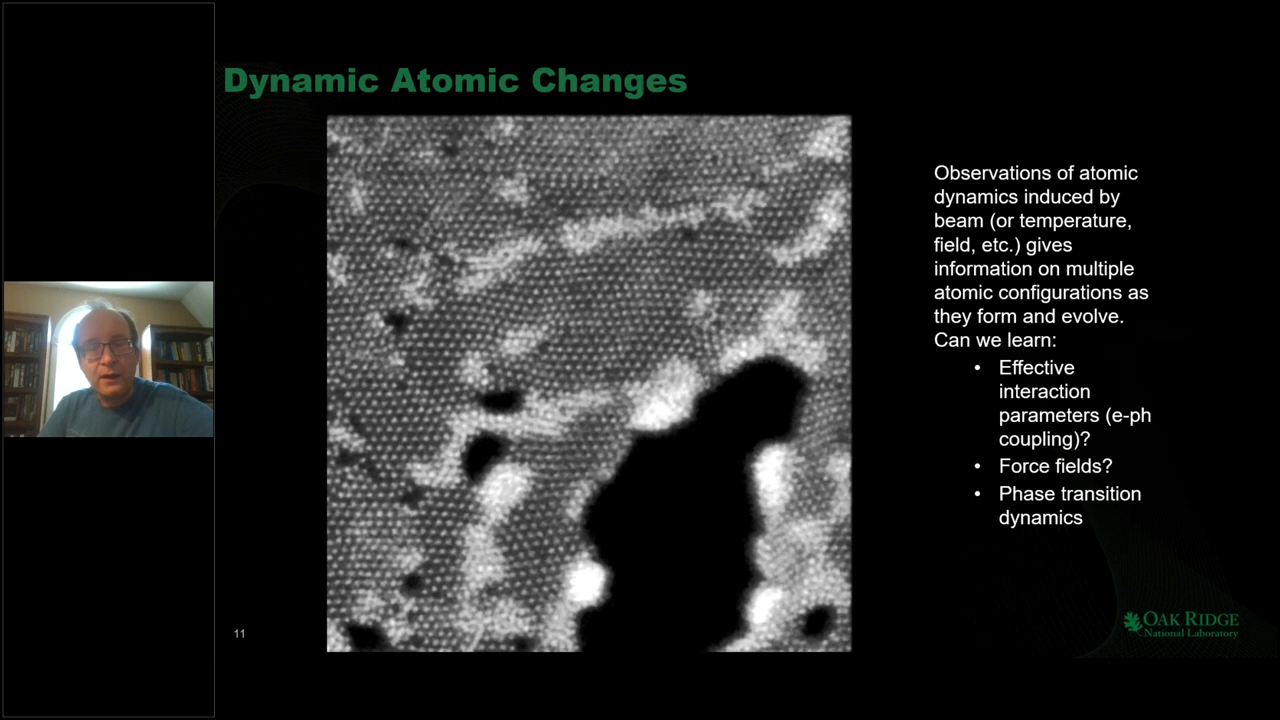 Dynamic Atomic Changes
Observations of atomic
dynamics induced by
beam (or temperature,
field, etc.) gives
information on multiple
atomic configurations as
they form and evolve.
Can we learn:
• Effective
interaction
parameters (e-ph
coupling)?
• Force fields?
• Phase transition
dynamics
11
OAK RIDGE
National Laboratory